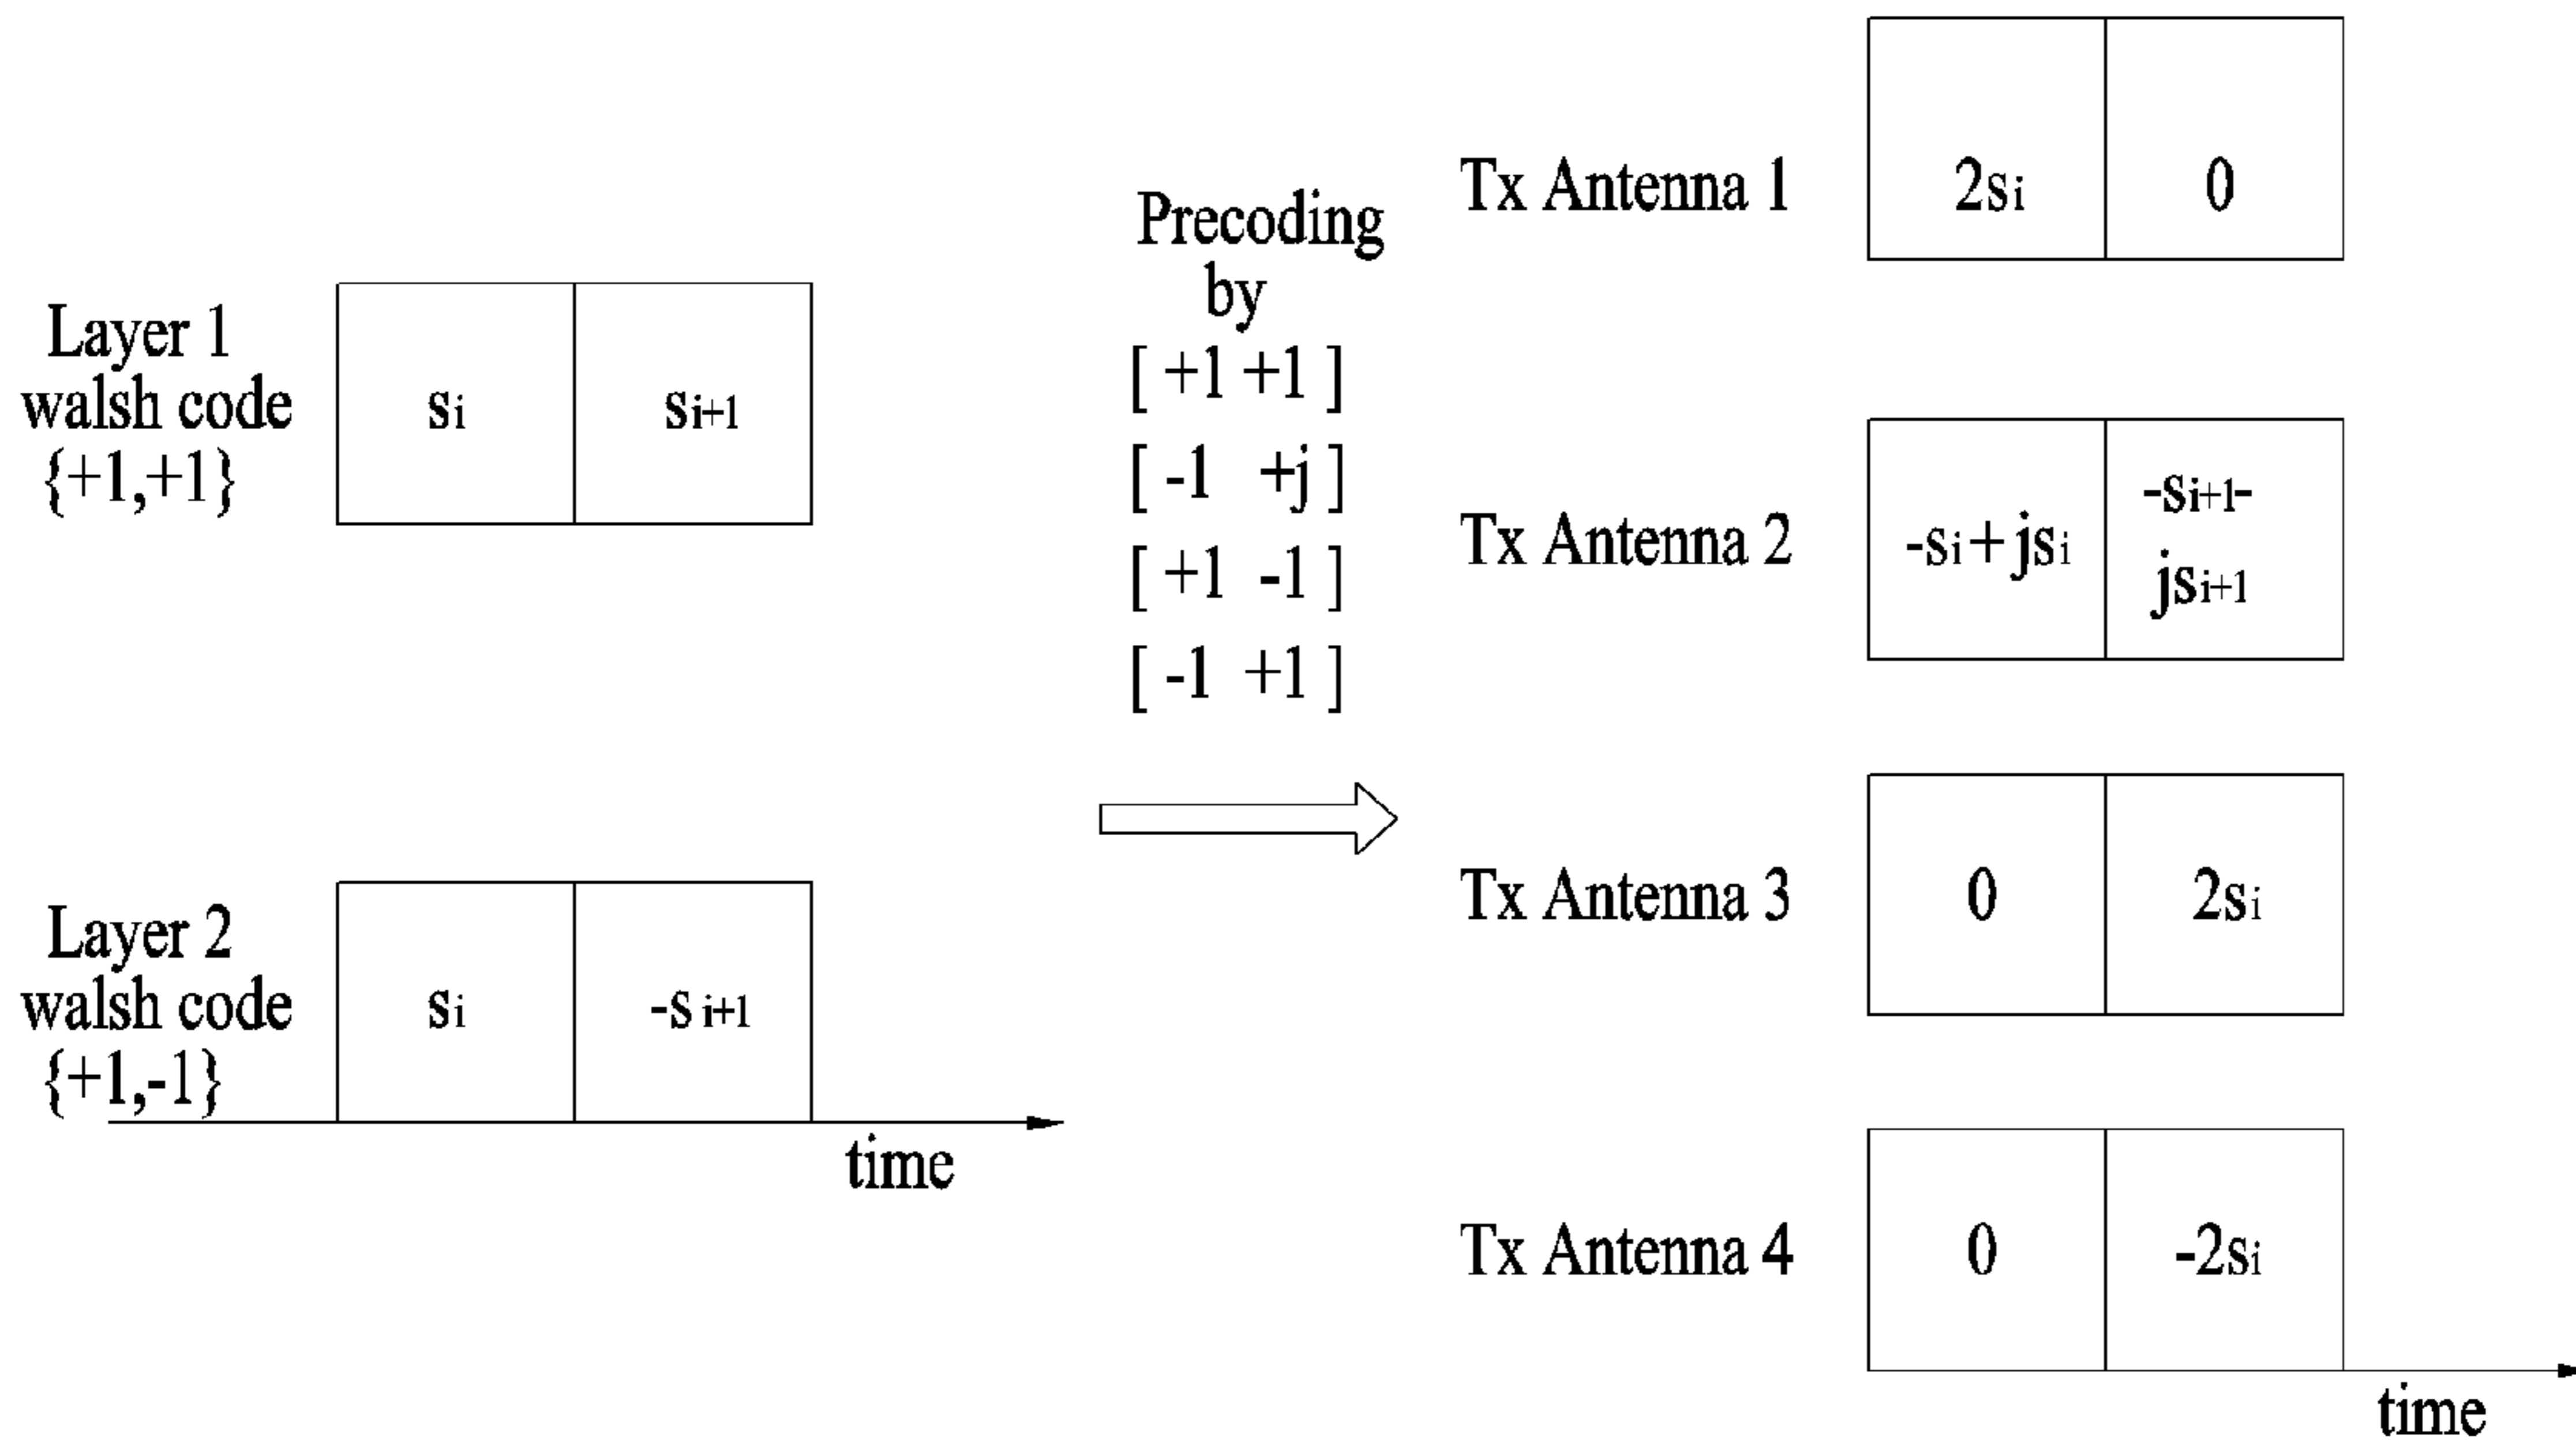 Layer 1
walsh code
{+1,+1}
si
si+1
Layer 2
walsh code
{+1,-1}
si
-s i+1
time
Precoding
by
[ +1 +1 ]
[ -1 +j ]
[ +1 -1 ]
[ -1 +1 ]
Tx Antenna 1
2si
0
Tx Antenna 2
-si+jsi
-si+1-
jsi+1
Tx Antenna 3
0
2si
Tx Antenna 4
0
-2si
time